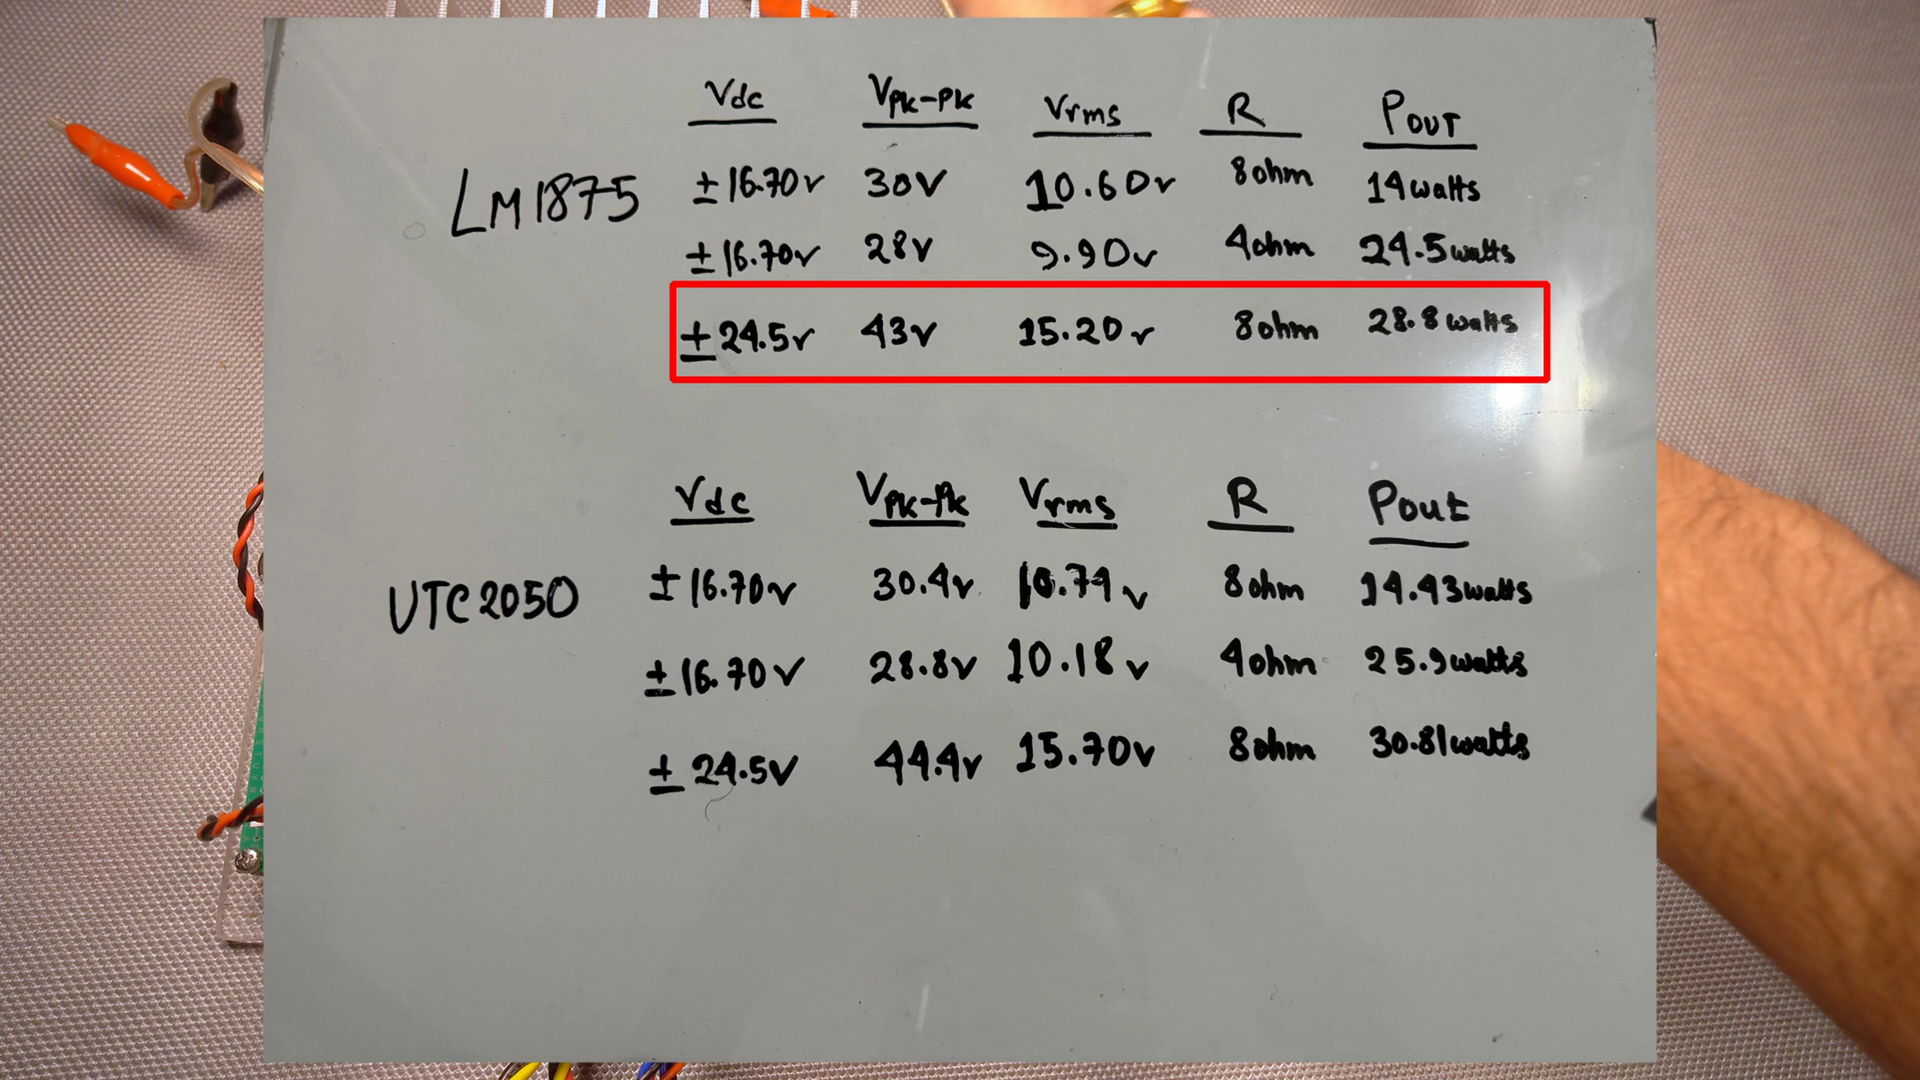 Vdc Vpk-pk Vrms R Pout
LM1875 ±16.70v 30V 10.60v 8ohm 14watts
±16.70v 28v 9.90v 4ohm 24.5watts
±24.5v 43v 15.20v 8ohm 28.8watts
Vdc Vpk-pk Vrms R Pout
UTC2050 ±16.70v 30.4v 10.74v 8ohm 14.43watts
±16.70V 28.8v 10.18v 4ohm 25.9watts
±24.5V 44.4v 15.70v 8ohm 30.81watts